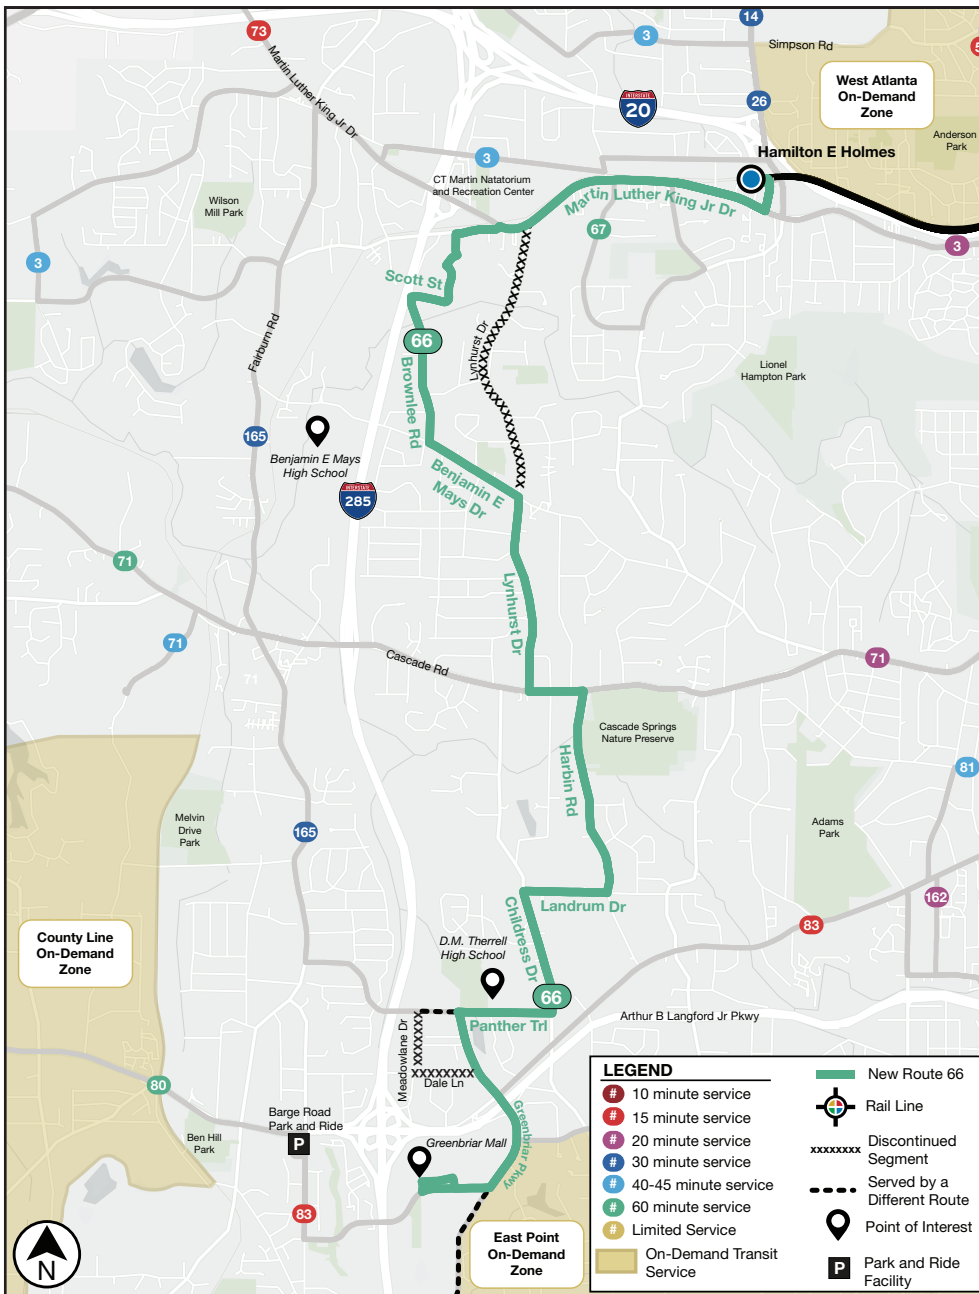 73
3
14
Simpson Rd
5
West Atlanta
On-Demand
Zone
Martin Luther King Jr Dr
INTERSTATE
20
26
Anderson
Park
Hamilton E Holmes
3
CT Martin Natatorium
and Recreation Center
Wilson
Mill Park
Martin Luther King Jr Dr
67
3
3
Scott St
66
Lynhurst Dr
Fairburn Rd
Brownlee Rd
Lionel
Hampton Park
165
Benjamin E Mays
High School
Benjamin E
Mays Dr
INTERSTATE
285
71
Lynhurst Dr
71
Cascade Rd
71
71
Cascade Springs
Nature Preserve
Harbin Rd
81
Melvin
Drive
Park
165
Adams
Park
162
Landrum Dr
Childress Dr
83
County Line
On-Demand
Zone
D.M. Therrell
High School
66
Panther Trl
Arthur B Langford Jr Pkwy
Meadowlane Dr
Dale Ln
80
Greenbriar Pkwy
Barge Road
Park and Ride
P
Ben Hill
Park
Greenbriar Mall
83
East Point
On-Demand
Zone
N
LEGEND
# 10 minute service
# 15 minute service
# 20 minute service
# 30 minute service
# 40-45 minute service
# 60 minute service
# Limited Service
On-Demand Transit
Service
New Route 66
Rail Line
xxxxxxxx
Discontinued
Segment
Served by a
Different Route
Point of Interest
P
Park and Ride
Facility